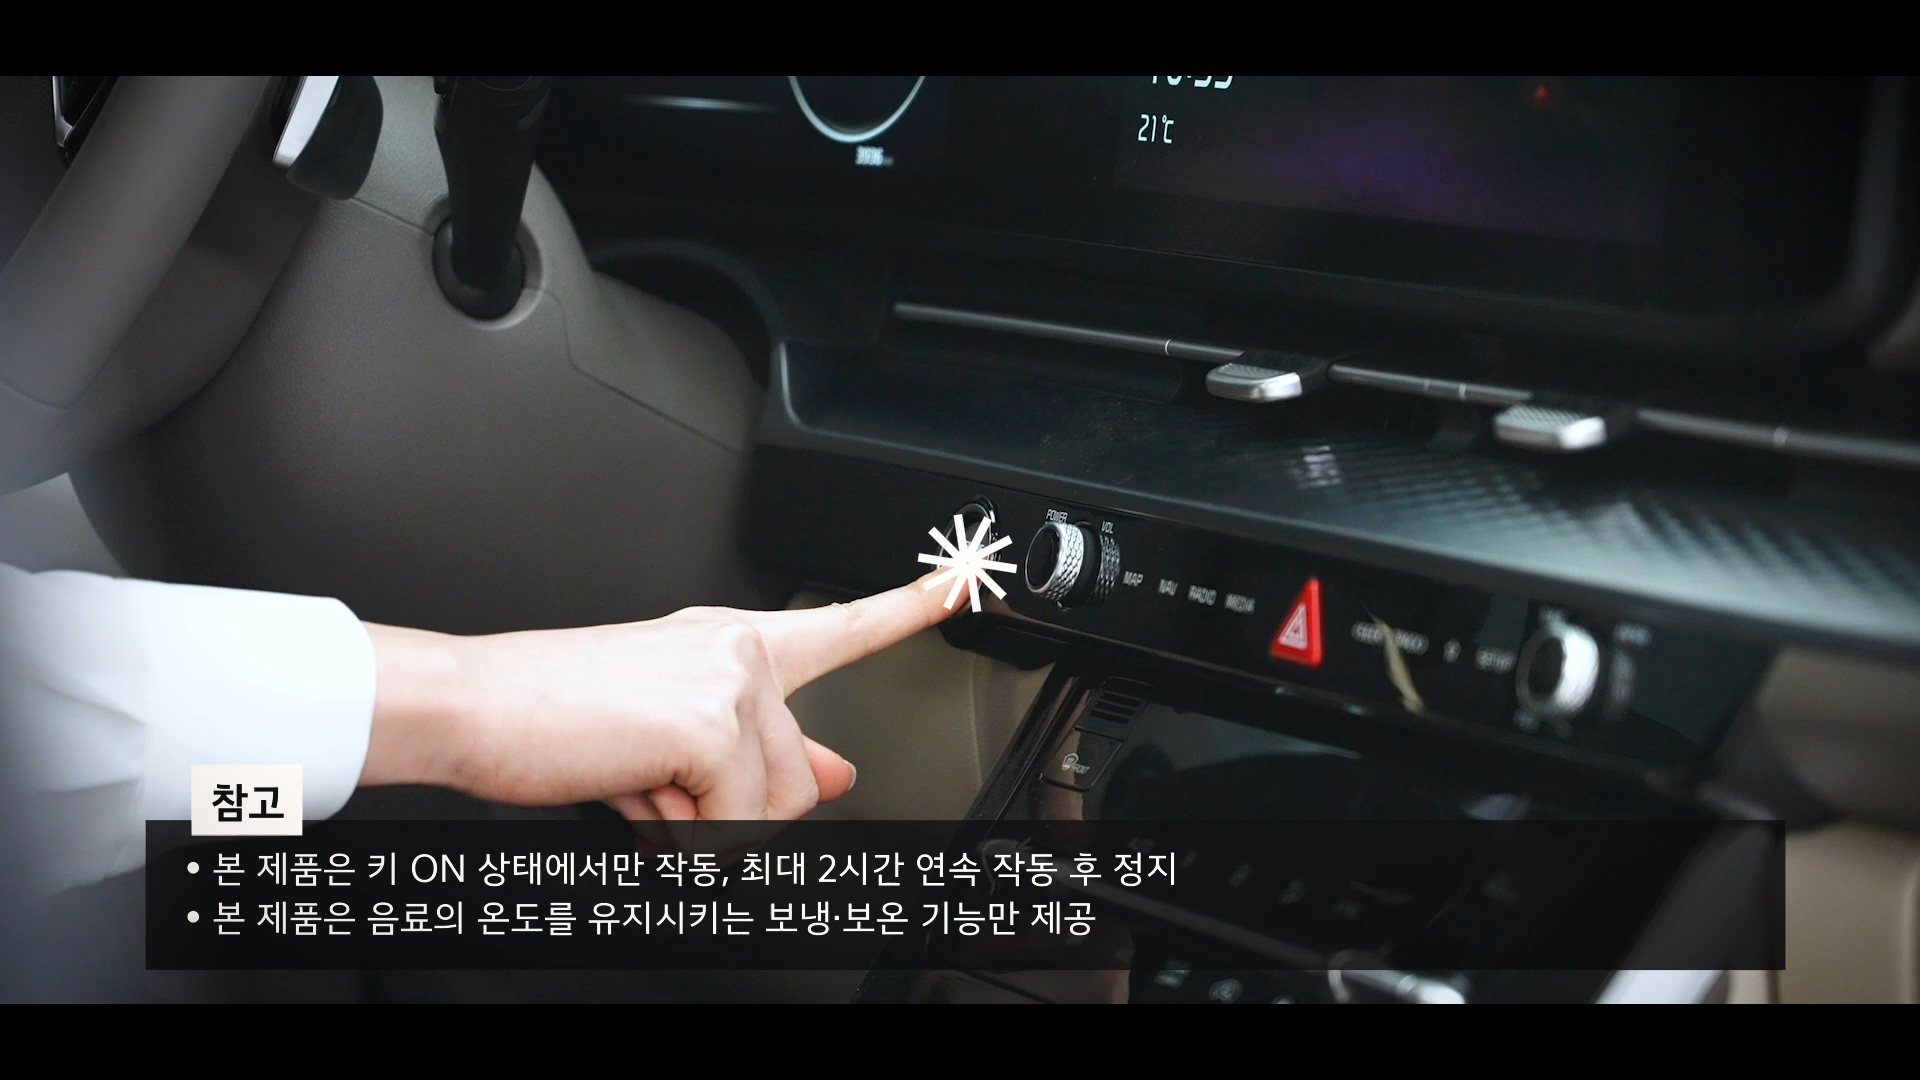 21℃
POWER
VOL
MAP
NAV
RADIO
MEDIA
SETUP
참고
• 본 제품은 키 ON 상태에서만 작동, 최대 2시간 연속 작동 후 정지
• 본 제품은 음료의 온도를 유지시키는 보냉·보온 기능만 제공